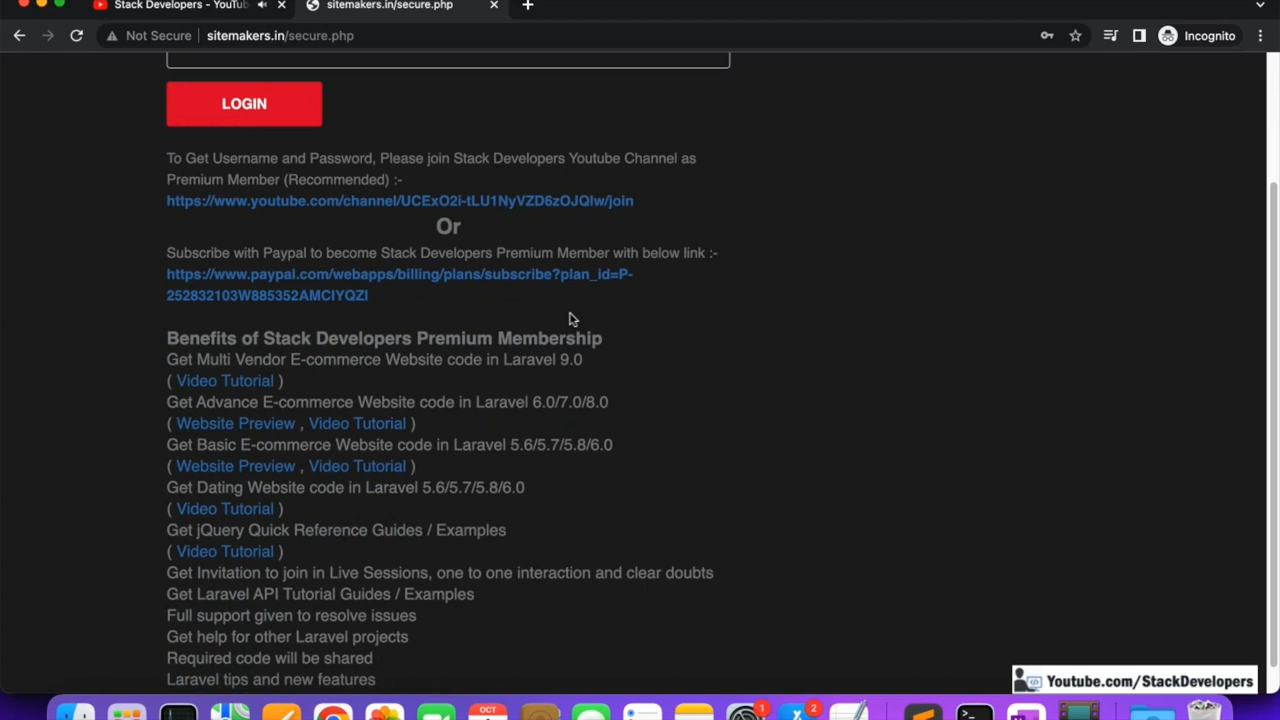 Stack Developers - YouTub
sitemakers.in/secure.php
Not Secure
sitemakers.in/secure.php
Incognito
LOGIN
To Get Username and Password, Please join Stack Developers Youtube Channel as
Premium Member (Recommended) :-
https://www.youtube.com/channel/UCExO2i-tLU1NyVZD6zOJQIw/join
Or
Subscribe with Paypal to become Stack Developers Premium Member with below link :-
https://www.paypal.com/webapps/billing/plans/subscribe?plan_id=P-
252832103W885352AMCIYQZI
Benefits of Stack Developers Premium Membership
Get Multi Vendor E-commerce Website code in Laravel 9.0
( Video Tutorial )
Get Advance E-commerce Website code in Laravel 6.0/7.0/8.0
( Website Preview , Video Tutorial )
Get Basic E-commerce Website code in Laravel 5.6/5.7/5.8/6.0
( Website Preview , Video Tutorial )
Get Dating Website code in Laravel 5.6/5.7/5.8/6.0
( Video Tutorial )
Get jQuery Quick Reference Guides / Examples
( Video Tutorial )
Get Invitation to join in Live Sessions, one to one interaction and clear doubts
Get Laravel API Tutorial Guides / Examples
Full support given to resolve issues
Get help for other Laravel projects
Required code will be shared
Laravel tips and new features
Youtube.com/StackDevelopers
OCT
1
2